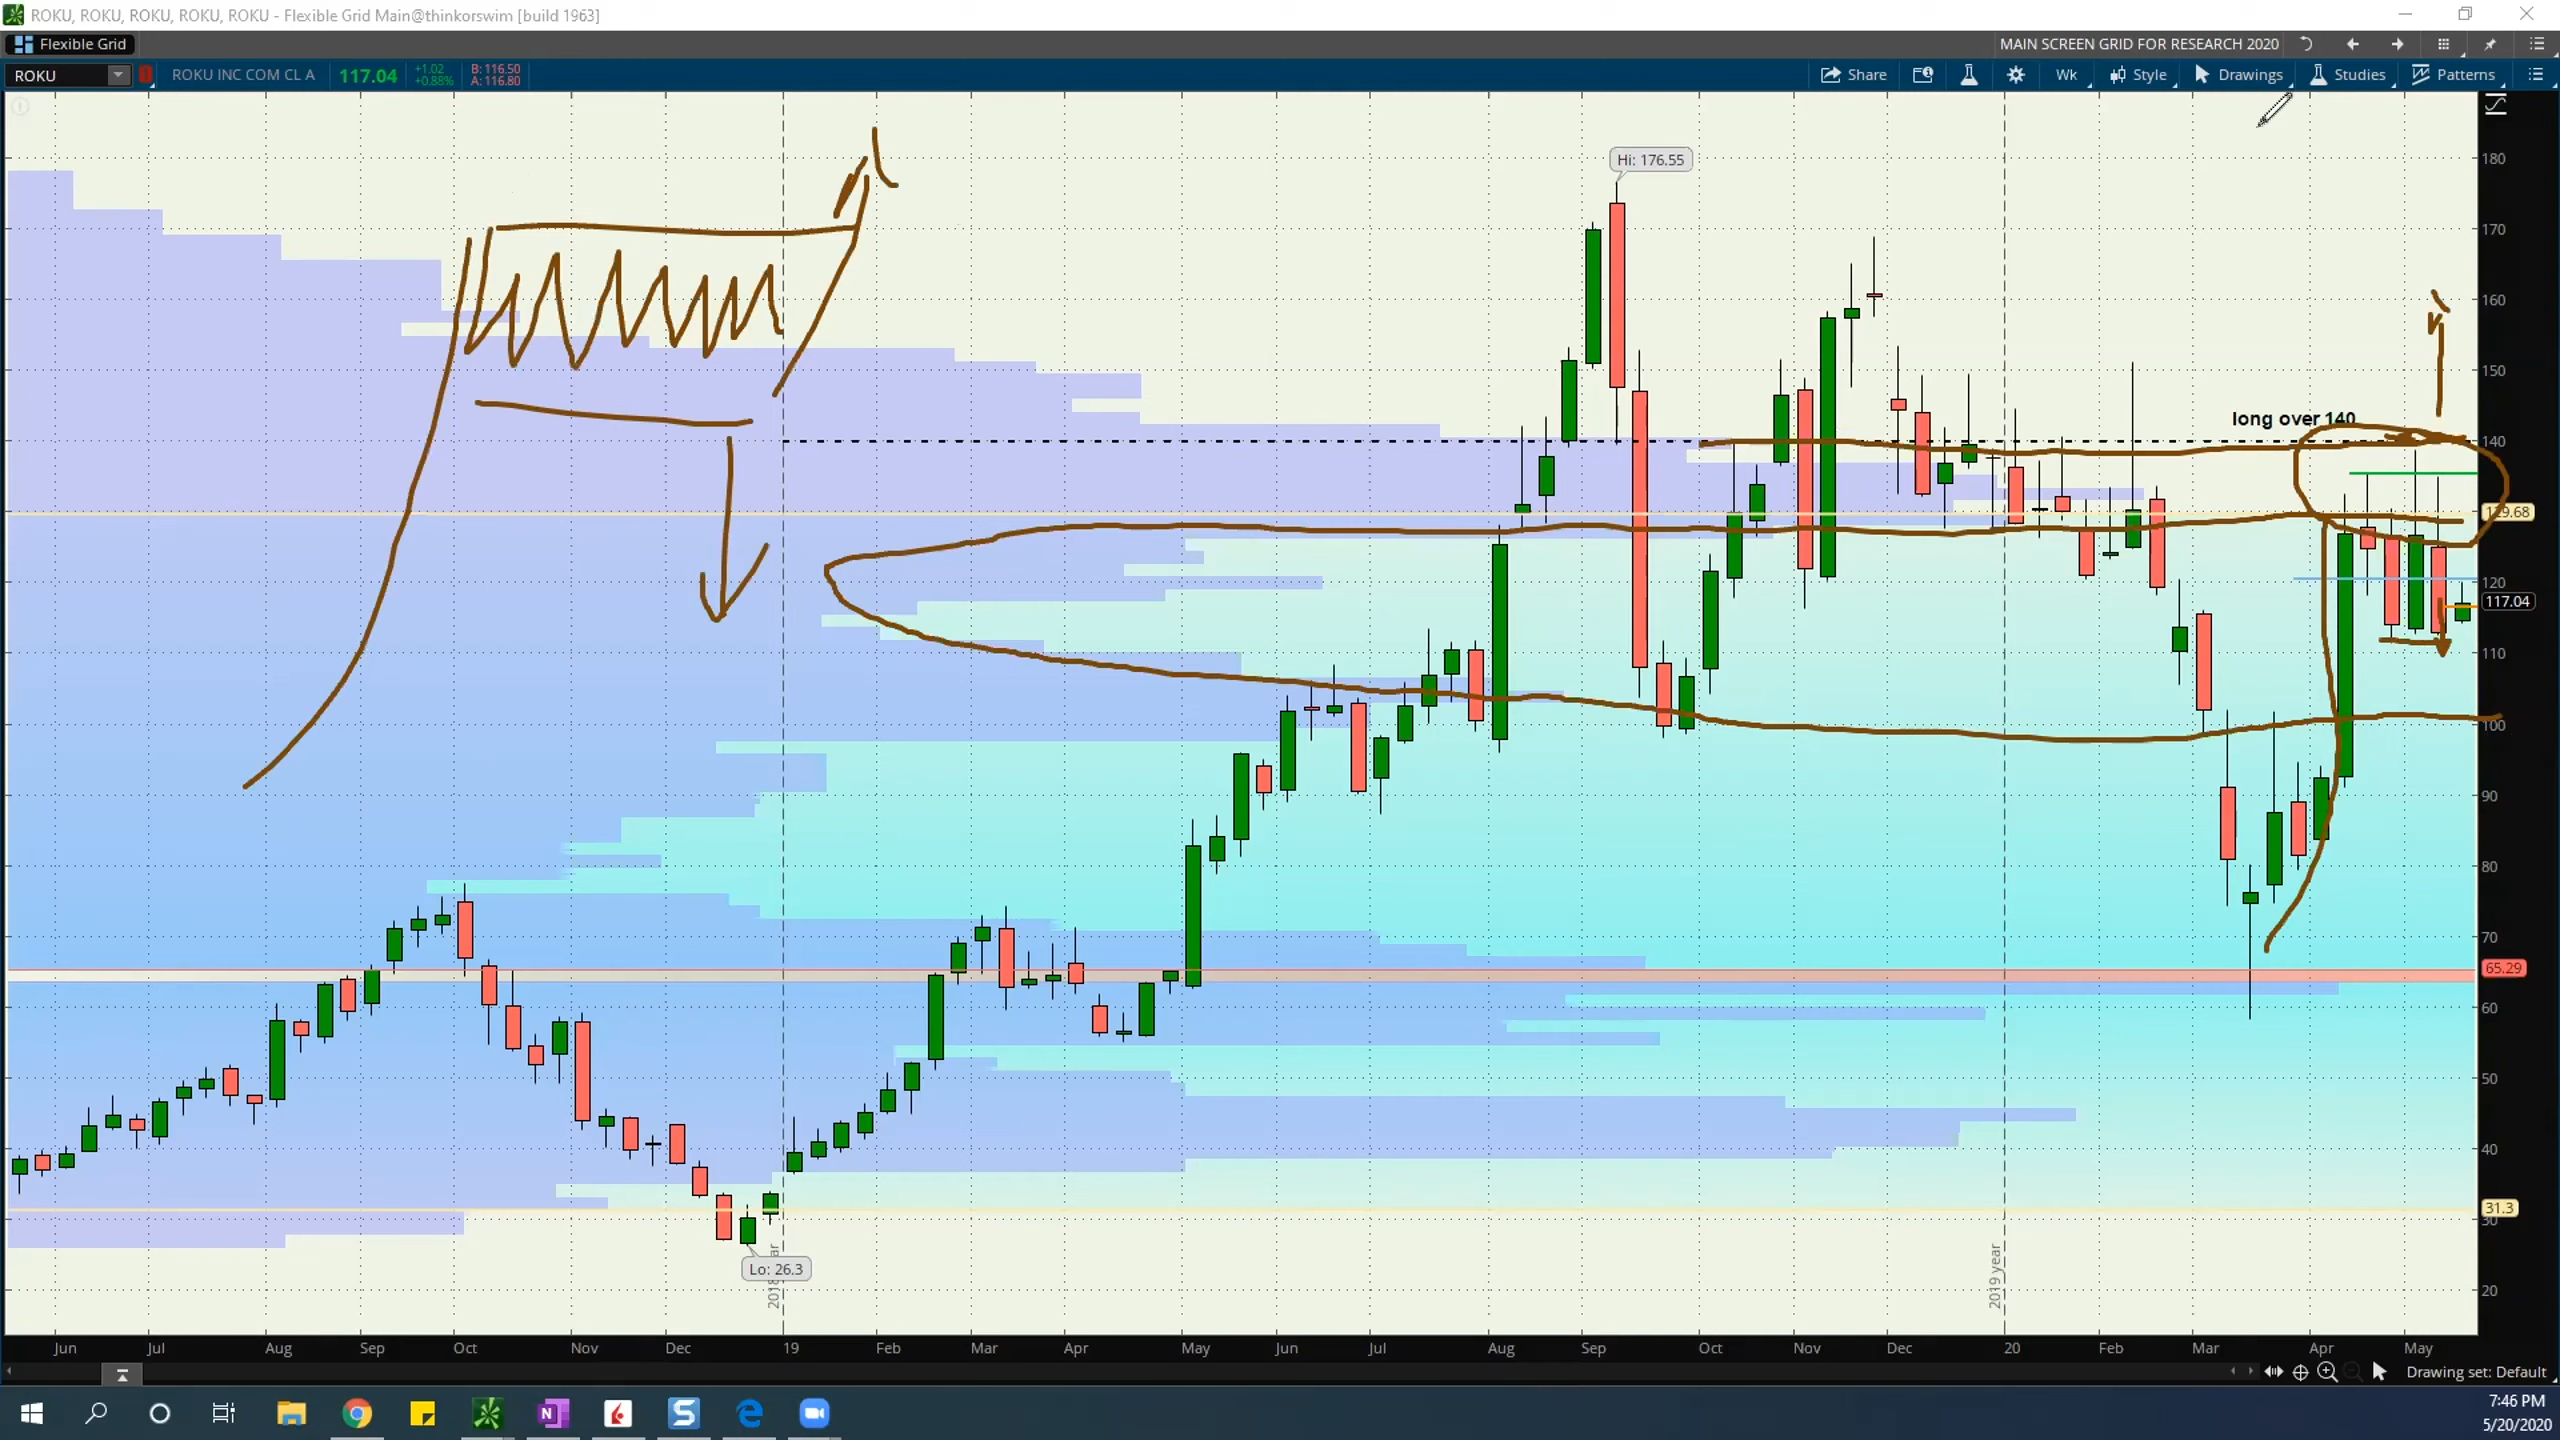 ROKU, ROKU, ROKU, ROKU, ROKU - Flexible Grid Main@thinkorswim [build 1963]
Flexible Grid
MAIN SCREEN GRID FOR RESEARCH 2020
ROKU
ROKU INC COM CL A
117.04
+1.02
+0.88%
B: 116.50
A: 116.80
Share
Wk
Style
Drawings
Studies
Patterns
Hi: 176.55
long over 140
180
170
160
150
140
129.68
120
117.04
110
100
90
80
70
65.29
60
50
40
31.3
30
20
Lo: 26.3
2019 year
Jun
Jul
Aug
Sep
Oct
Nov
Dec
19
Feb
Mar
Apr
May
Jun
Jul
Aug
Sep
Oct
Nov
Dec
20
Feb
Mar
Apr
May
Drawing set: Default
7:46 PM
5/20/2020